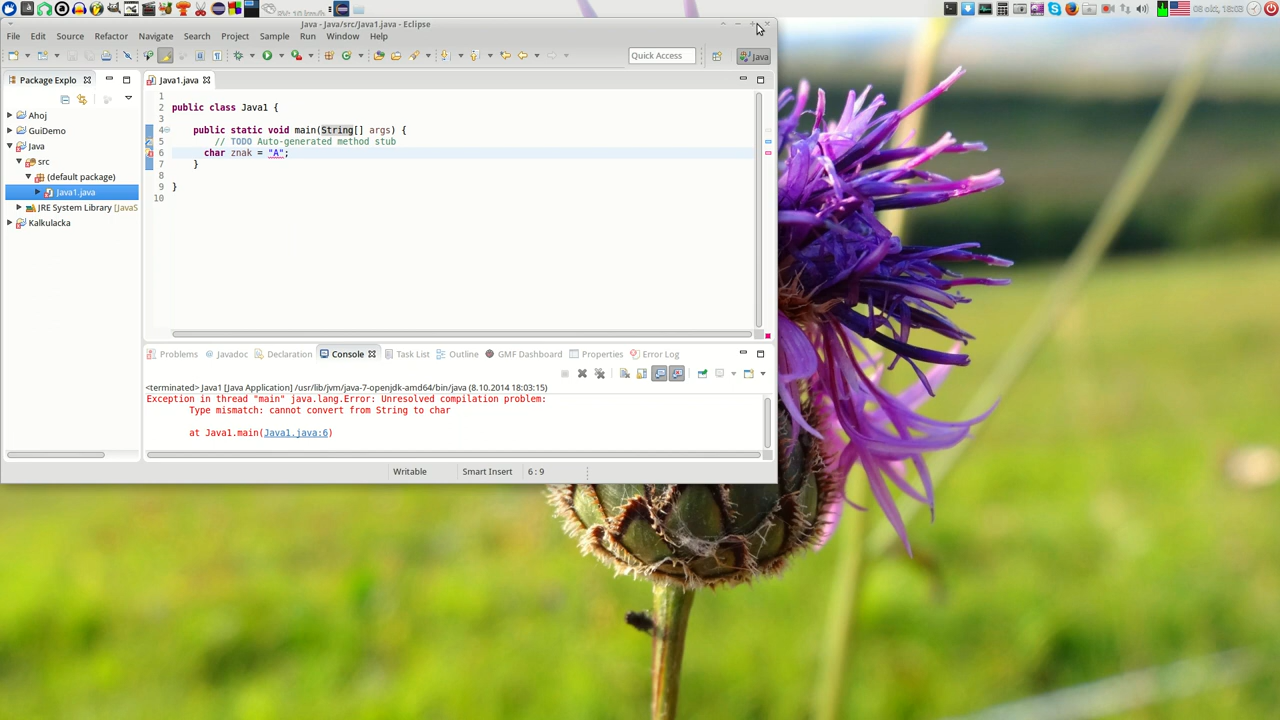 08 okt, 18:03
Java - Java/src/Java1.java - Eclipse
File Edit Source Refactor Navigate Search Project Sample Run Window Help
Quick Access
Java
Package Explo
Java1.java
Ahoj
GuiDemo
Java
src
(default package)
Java1.java
JRE System Library [JavaS
Kalkulacka
1
2 public class Java1 {
3
4 public static void main(String[] args) {
5 // TODO Auto-generated method stub
6 char znak = "A";
7 }
8
9 }
10
Problems Javadoc Declaration Console Task List Outline GMF Dashboard Properties Error Log
<terminated> Java1 [Java Application] /usr/lib/jvm/java-7-openjdk-amd64/bin/java (8.10.2014 18:03:15)
Exception in thread "main" java.lang.Error: Unresolved compilation problem:
Type mismatch: cannot convert from String to char
at Java1.main(Java1.java:6)
Writable Smart Insert 6 : 9